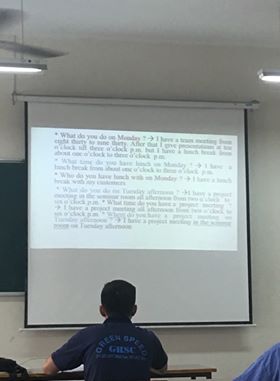 * What do you do on Monday ? → I have a team meeting from
eight thirty to nine thirty. After that I give presentations at ten
o'clock till three o'clock p.m. but I have a lunch break from
about one o'clock to three o'clock p.m.
* What time do you have lunch on Monday ? → I have a
lunch break from about one o'clock to three o'clock p.m.
* Who do you have lunch with on Monday ? → I have a lunch
break with my customers
* What do you do on Tuesday afternoon ? → I have a project
meeting in the seminar room all afternoon from two o'clock to
six o'clock p.m. * What time do you have a project meeting ?
→ I have a project meeting all afternoon from two o'clock to
six o'clock p.m. * Where do you have a project meeting on
Tuesday afternoon ? → I have a project meeting in the seminar
room on Tuesday afternoon
GREEN SPEED
GHSC